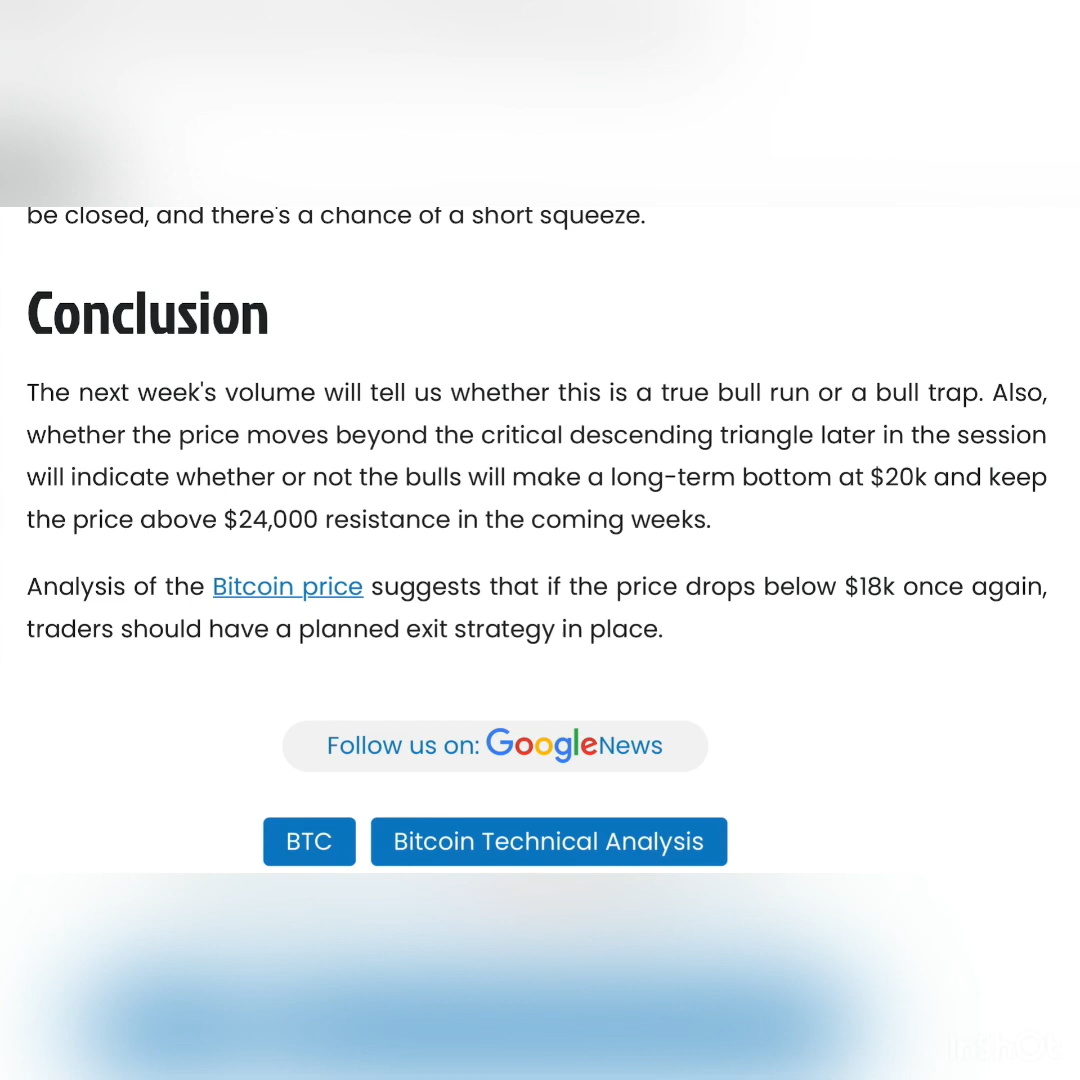 be closed, and there's a chance of a short squeeze.
Conclusion
The next week's volume will tell us whether this is a true bull run or a bull trap. Also,
whether the price moves beyond the critical descending triangle later in the session
will indicate whether or not the bulls will make a long-term bottom at $20k and keep
the price above $24,000 resistance in the coming weeks.
Analysis of the Bitcoin price suggests that if the price drops below $18k once again,
traders should have a planned exit strategy in place.
Follow us on: GoogleNews
BTC Bitcoin Technical Analysis